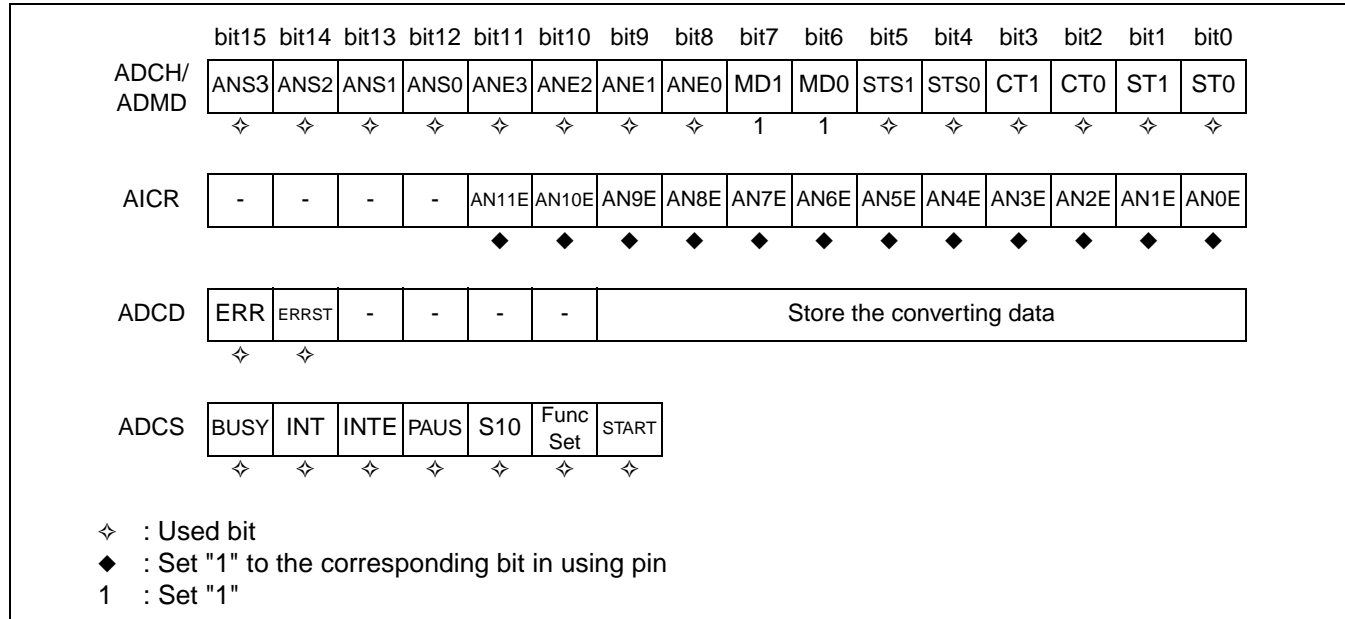 bit15 bit14 bit13 bit12 bit11 bit10 bit9 bit8 bit7 bit6 bit5 bit4 bit3 bit2 bit1 bit0
ADCH/ADMD ANS3 ANS2 ANS1 ANS0 ANE3 ANE2 ANE1 ANE0 MD1 MD0 STS1 STS0 CT1 CT0 ST1 ST0
✧ ✧ ✧ ✧ ✧ ✧ ✧ ✧ 1 1 ✧ ✧ ✧ ✧ ✧ ✧
AICR - - - - AN11E AN10E AN9E AN8E AN7E AN6E AN5E AN4E AN3E AN2E AN1E AN0E
◆ ◆ ◆ ◆ ◆ ◆ ◆ ◆ ◆ ◆ ◆ ◆
ADCD ERR ERRST - - - - Store the converting data
✧ ✧
ADCS BUSY INT INTE PAUS S10 Func Set START
✧ ✧ ✧ ✧ ✧ ✧ ✧
✧ : Used bit
◆ : Set "1" to the corresponding bit in using pin
1 : Set "1"